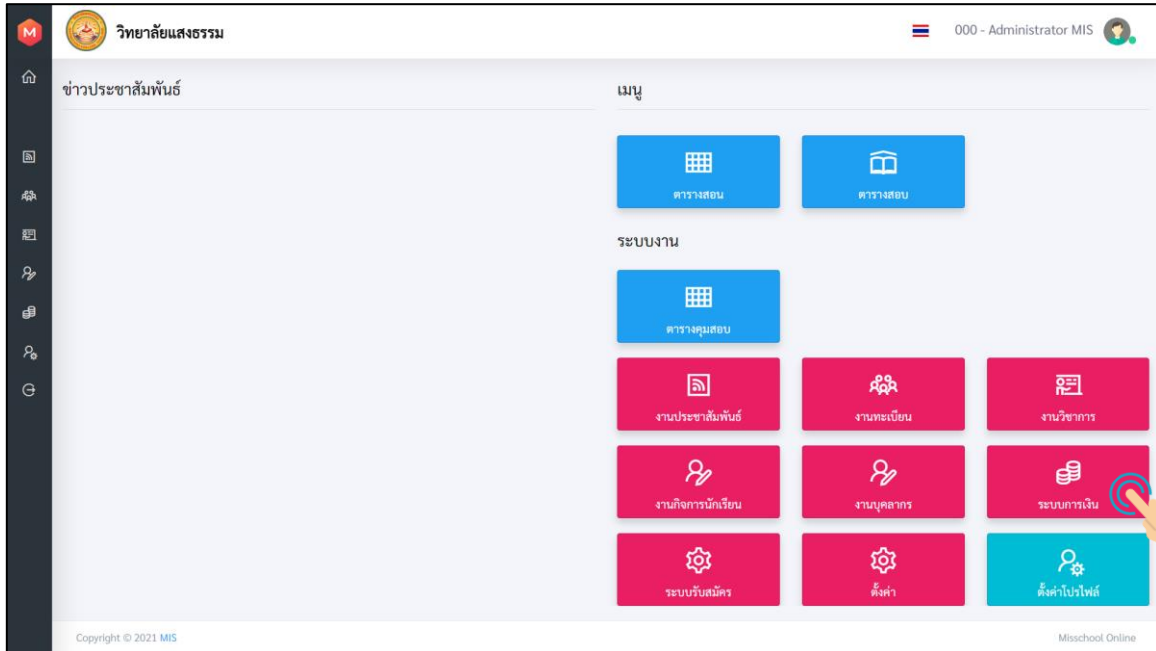 M
วิทยาลัยแสงธรรม
000 - Administrator MIS
ข่าวประชาสัมพันธ์
เมนู
ตารางสอน
ตารางสอบ
ระบบงาน
ตารางคุมสอบ
งานประชาสัมพันธ์
งานทะเบียน
งานวิชาการ
งานกิจการนักเรียน
งานบุคลากร
ระบบการเงิน
ระบบรับสมัคร
ตั้งค่า
ตั้งค่าโปรไฟล์
Copyright © 2021 MIS
Misschool Online